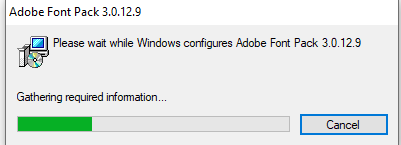 Adobe Font Pack 3.0.12.9
Please wait while Windows configures Adobe Font Pack 3.0.12.9
Gathering required information...
Cancel